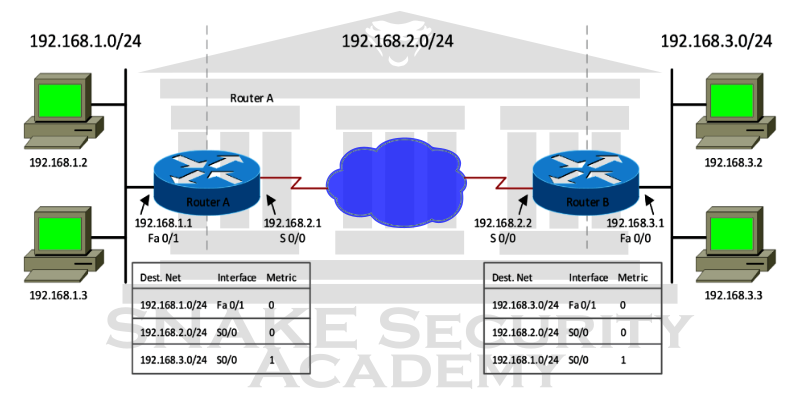 192.168.1.0/24
192.168.2.0/24
192.168.3.0/24
Router A
192.168.1.2
192.168.3.2
Router A
Router B
192.168.1.1
Fa 0/1
192.168.2.1
S 0/0
192.168.2.2
S 0/0
192.168.3.1
Fa 0/0
192.168.1.3
192.168.3.3
Dest. Net Interface Metric
192.168.1.0/24 Fa 0/1 0
192.168.2.0/24 S0/0 0
192.168.3.0/24 S0/0 1
Dest. Net Interface Metric
192.168.3.0/24 Fa 0/1 0
192.168.2.0/24 S0/0 0
192.168.1.0/24 S0/0 1
SNAKE SECURITY
ACADEMY